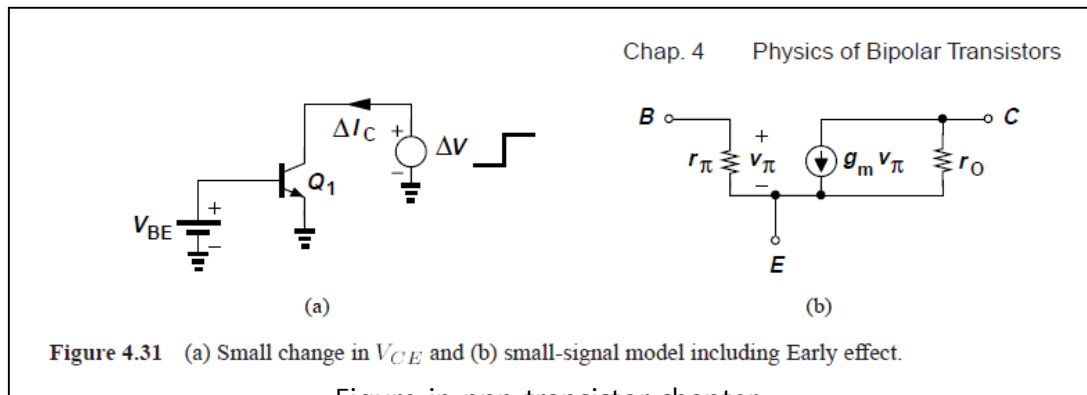 Chap. 4 Physics of Bipolar Transistors
ΔI_C
+
ΔV
−
Q_1
V_BE
+
−
(a)
B
C
r_π
+
v_π
−
g_m v_π
r_O
E
(b)
Figure 4.31 (a) Small change in V_CE and (b) small-signal model including Early effect.